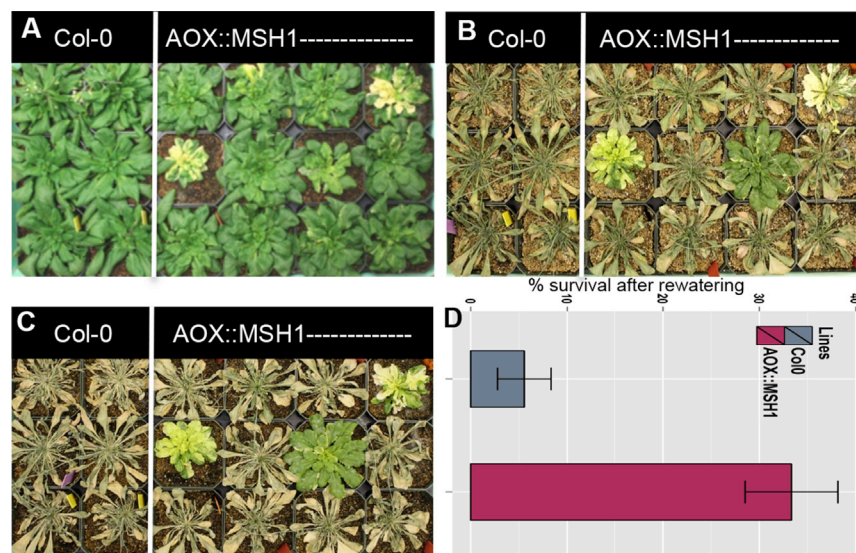 A
Col-0
AOX::MSH1--------------
B
Col-0
AOX::MSH1-------------
C
Col-0
AOX::MSH1-------------
D
% survival after rewatering
0
10
20
30
40
Lines
Col0
AOX::MSH1